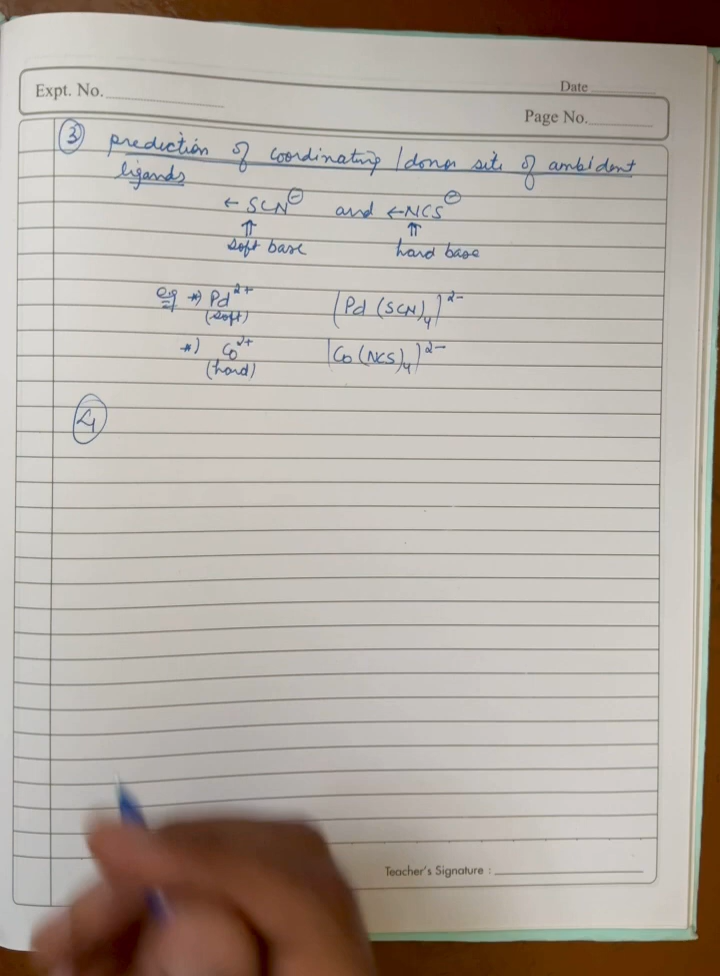 Expt. No.
Date
Page No.
③ prediction of coordinating / donor site of ambident
ligands
← SCN⊖ and ←NCS⊖
⇑ ⇑
soft base hard base
e.g *) Pd²⁺ [Pd (SCN)₄]²⁻
(soft)
*) Co²⁺ [Co (NCS)₄]²⁻
(hard)
④
Teacher's Signature :